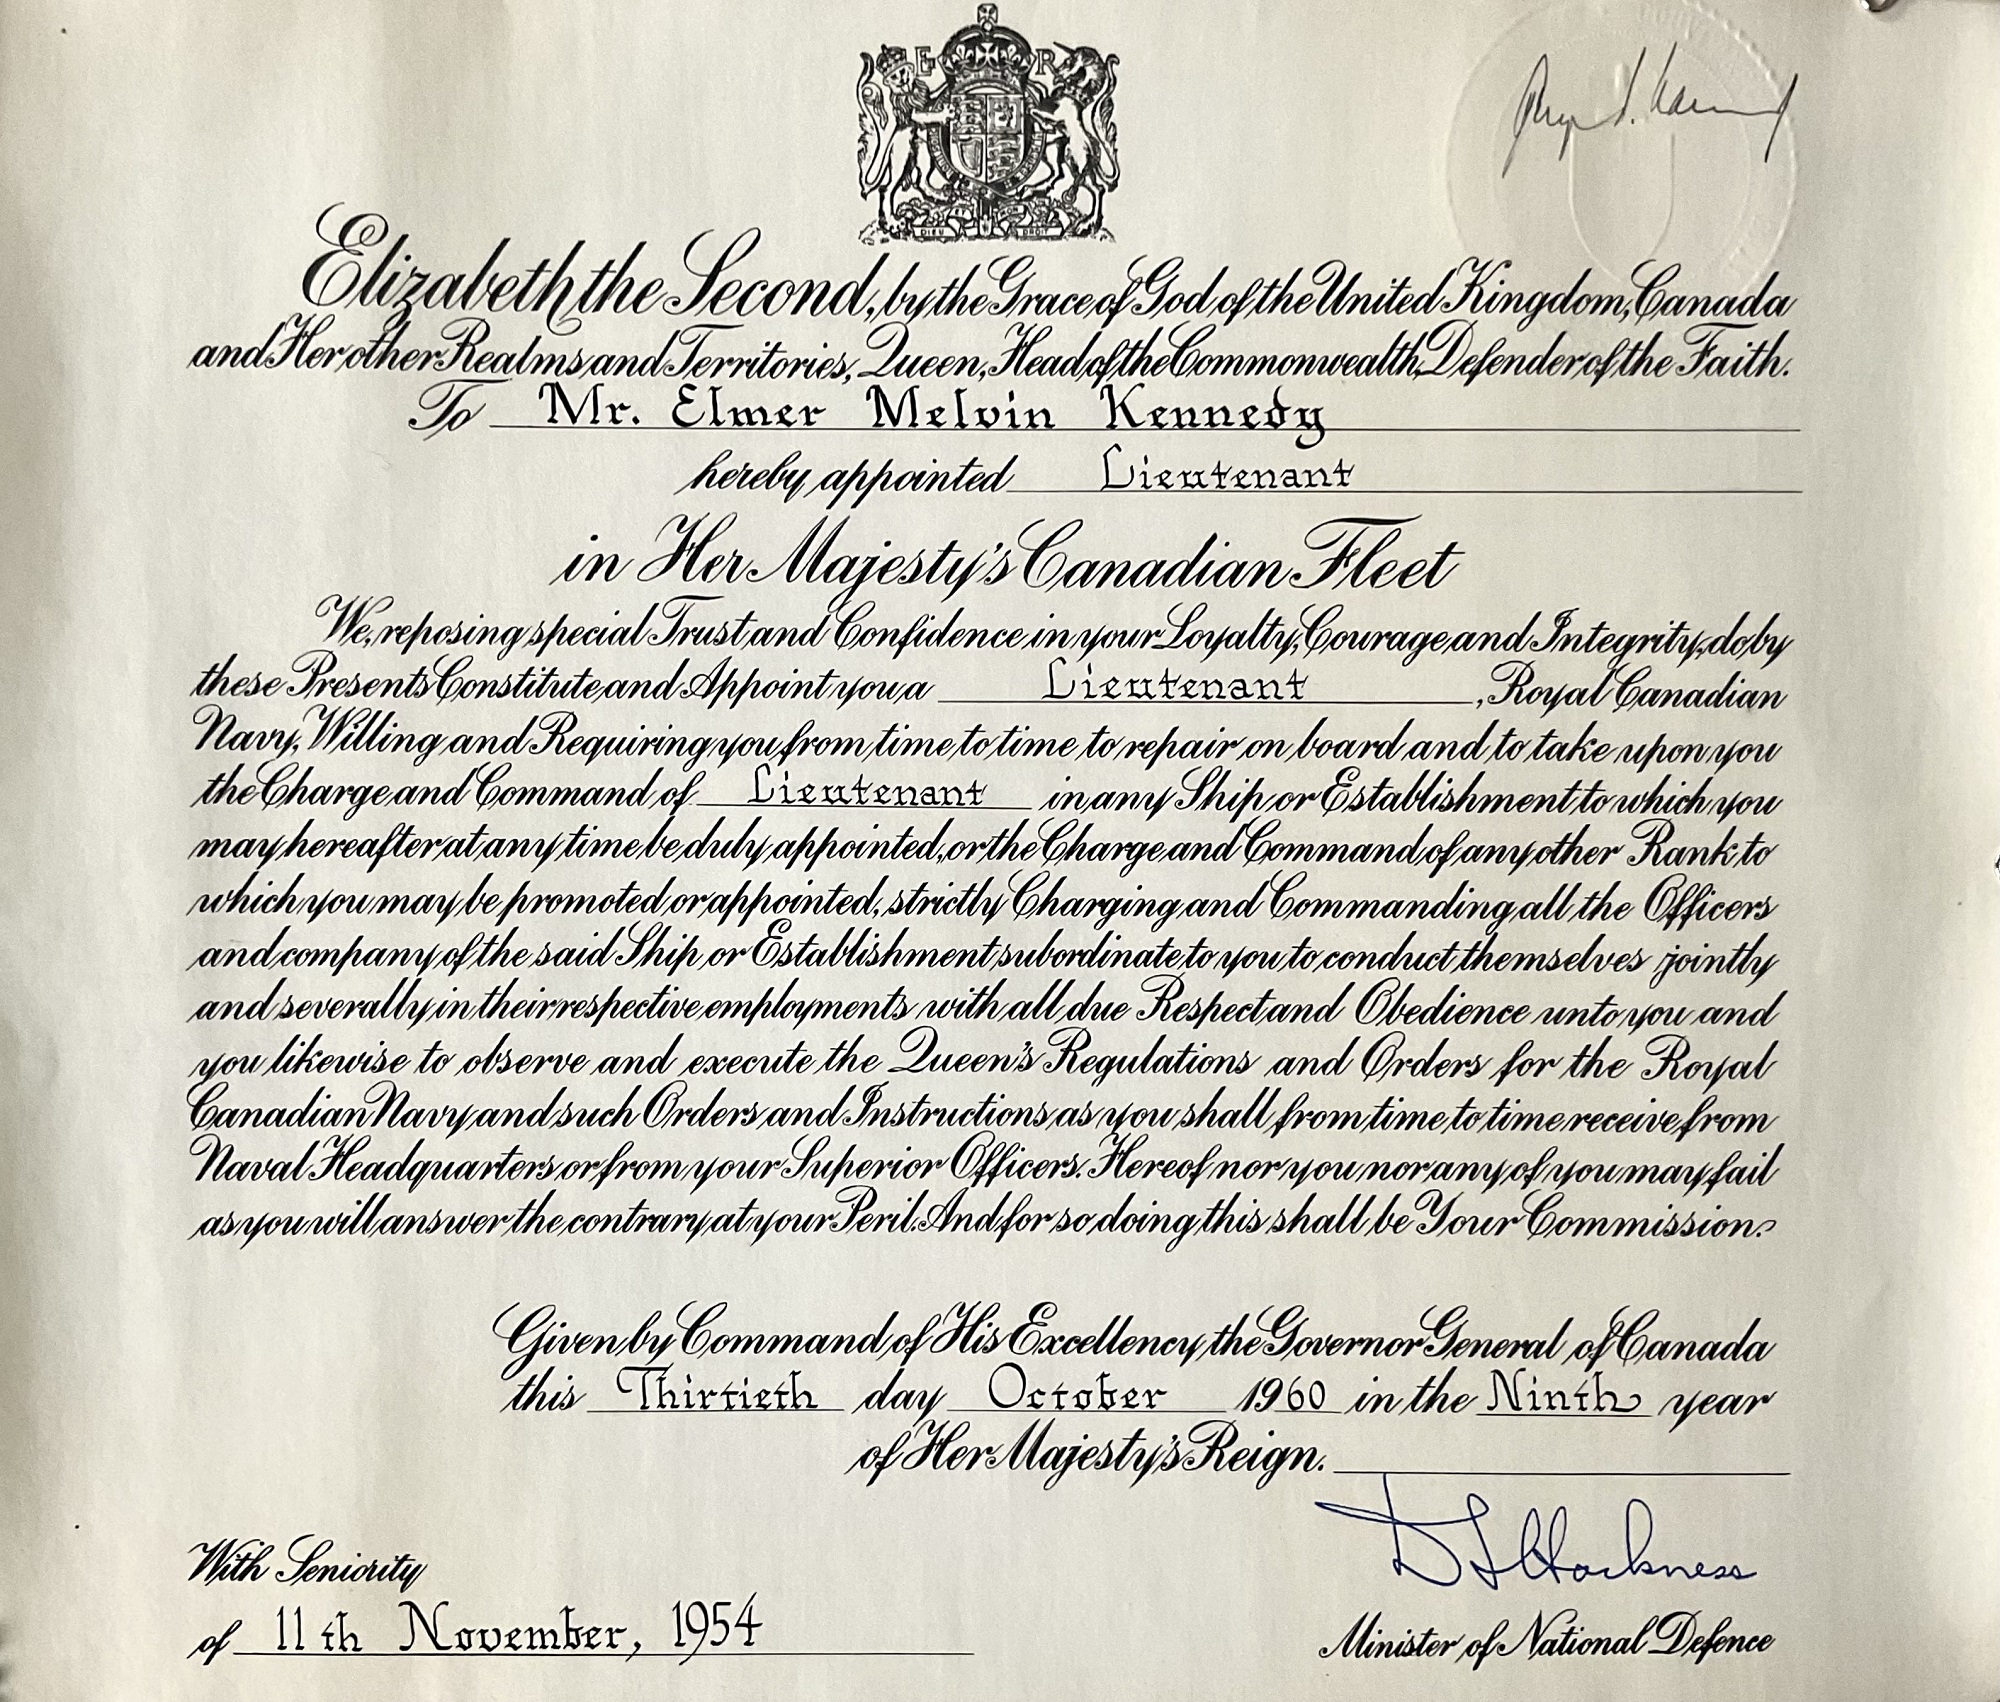 E R
DIEU DROIT
Elizabeth the Second, by the Grace of God of the United Kingdom, Canada
and Her other Realms and Territories, Queen, Head of the Commonwealth, Defender of the Faith.
To Mr. Elmer Melvin Kennedy
hereby appointed Lieutenant
in Her Majesty's Canadian Fleet
We, reposing special Trust and Confidence in your Loyalty, Courage and Integrity, do by
these Presents Constitute and Appoint you a Lieutenant, Royal Canadian
Navy, Willing and Requiring you from time to time to repair on board and to take upon you
the Charge and Command of Lieutenant in any Ship or Establishment to which you
may hereafter at any time be duly appointed, or the Charge and Command of any other Rank to
which you may be promoted or appointed, strictly Charging and Commanding all the Officers
and company of the said Ship or Establishment subordinate to you to conduct themselves jointly
and severally in their respective employments with all due Respect and Obedience unto you and
you likewise to observe and execute the Queen's Regulations and Orders for the Royal
Canadian Navy and such Orders and Instructions as you shall from time to time receive from
Naval Headquarters or from your Superior Officers. Hereof nor you nor any of you may fail
as you will answer the contrary at your Peril. And for so doing this shall be Your Commission.
Given by Command of His Excellency, the Governor General of Canada
this Thirtieth day October 1960 in the Ninth year
of Her Majesty's Reign.
D S Harkness
With Seniority
of 11th November, 1954
Minister of National Defence